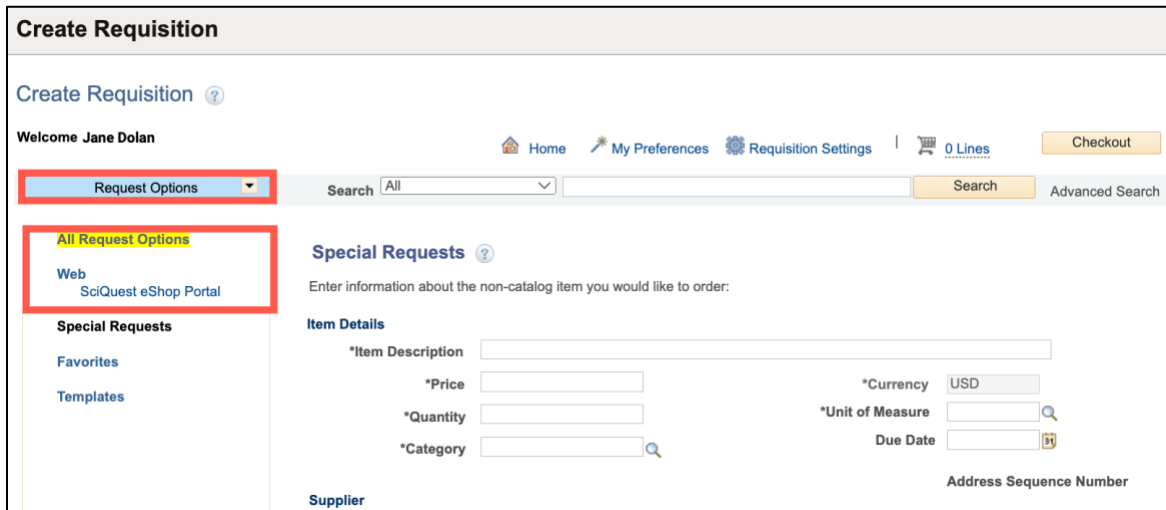 Create Requisition
Create Requisition ?
Welcome Jane Dolan
Home My Preferences Requisition Settings | 0 Lines Checkout
Request Options Search All Search Advanced Search
All Request Options
Web
SciQuest eShop Portal
Special Requests
Favorites
Templates
Special Requests ?
Enter information about the non-catalog item you would like to order:
Item Details
*Item Description
*Price *Currency USD
*Quantity *Unit of Measure
*Category Due Date 31
Address Sequence Number
Supplier